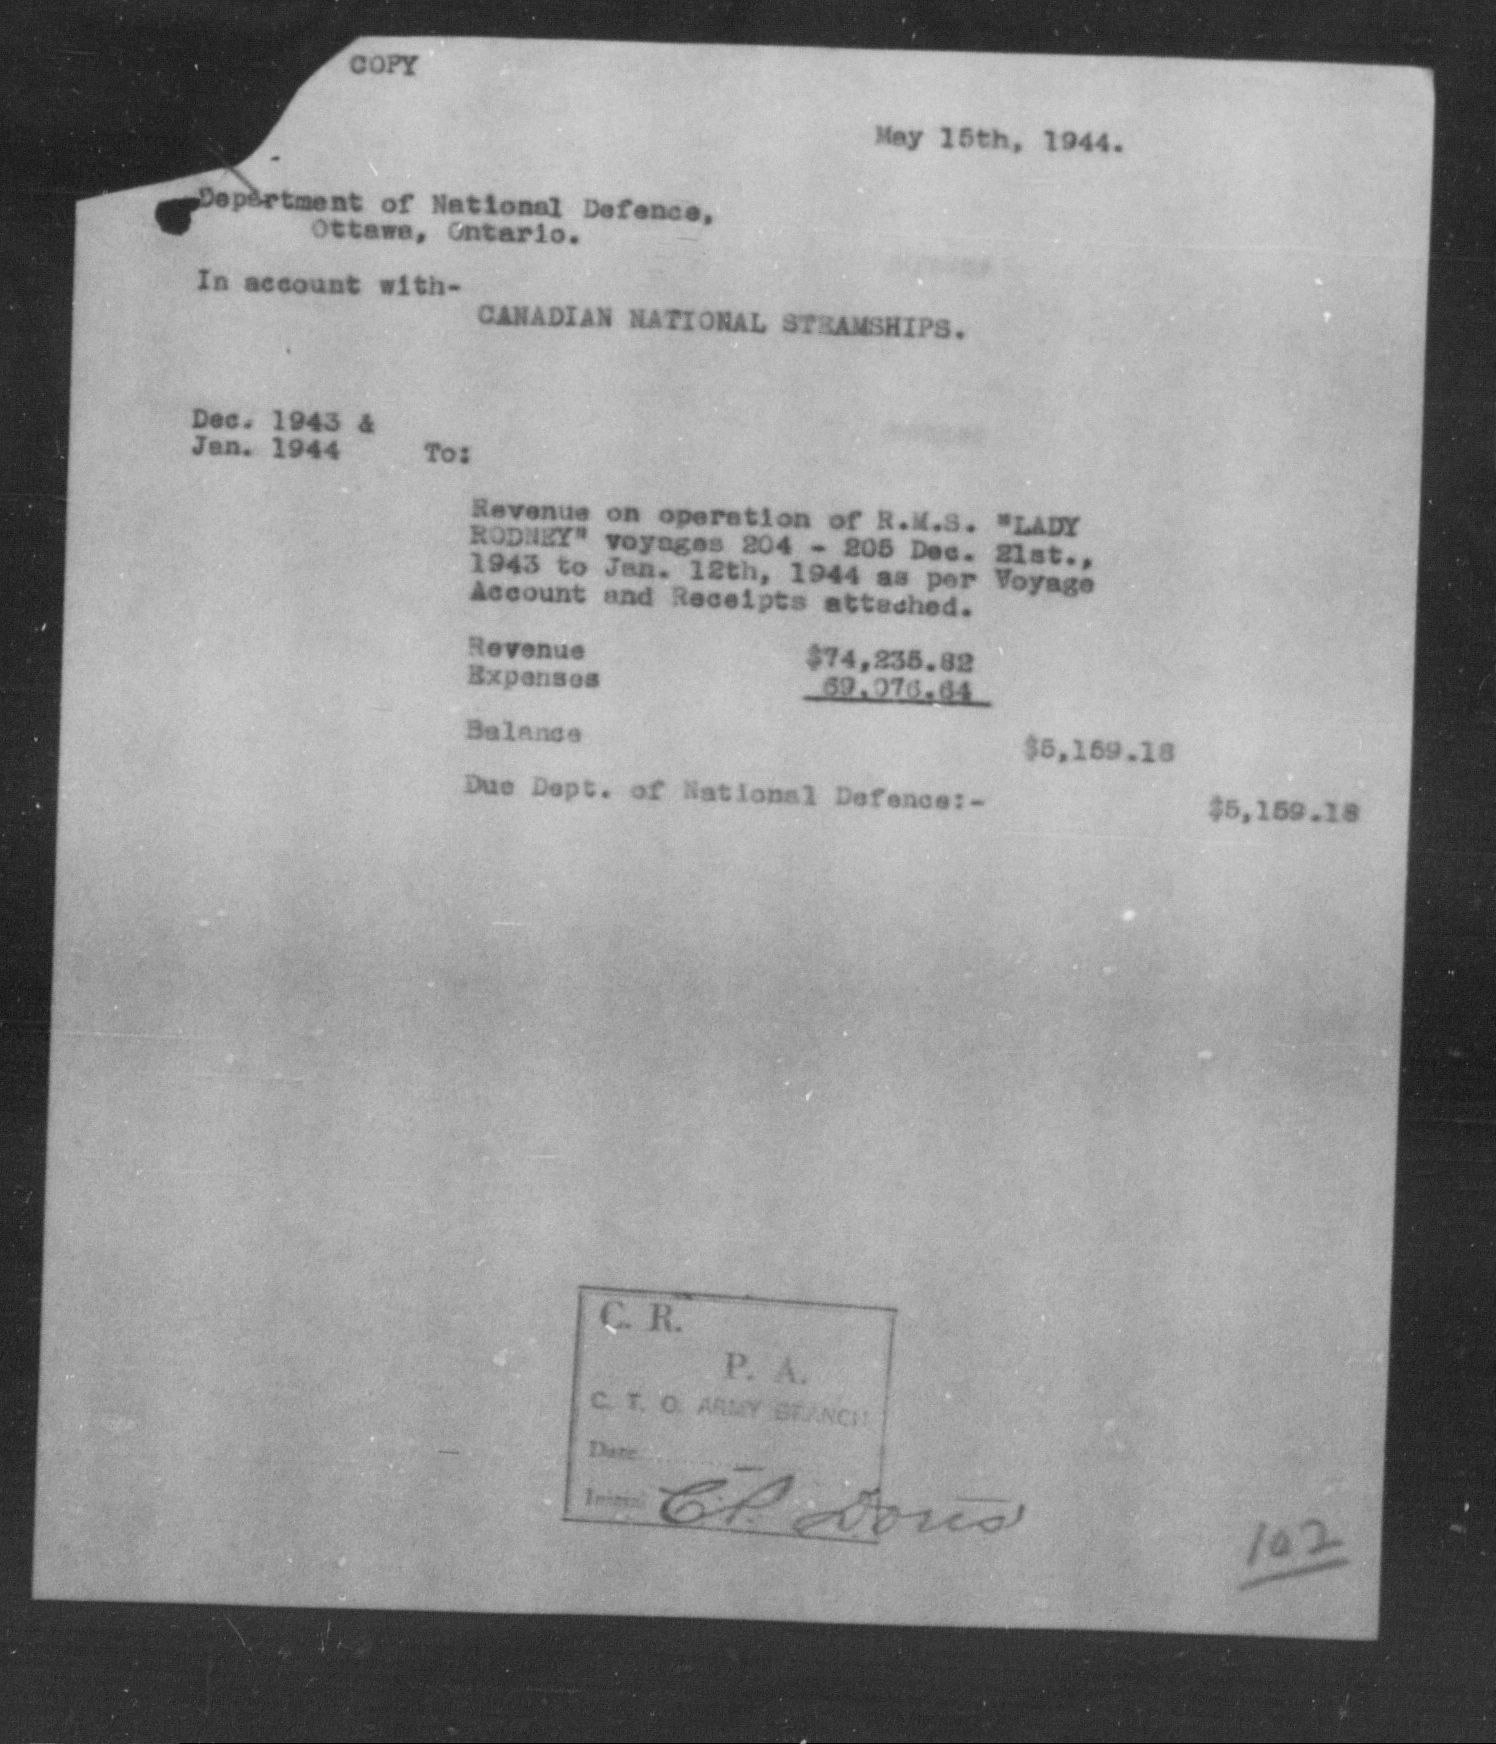 COPY
May 15th, 1944.
Department of National Defence,
Ottawa, Ontario.
In account with-
CANADIAN NATIONAL STEAMSHIPS.
Dec. 1943 &
Jan. 1944 To:
Revenue on operation of R.M.S. "LADY
RODNEY" voyages 204 - 205 Dec. 21st.,
1943 to Jan. 12th, 1944 as per Voyage
Account and Receipts attached.
Revenue $74,235.82
Expenses 69,076.64
Balance $5,159.18
Due Dept. of National Defence:- $5,159.18
C. R.
P. A.
C. T. O. ARMY BRANCH
Date
Initial
102